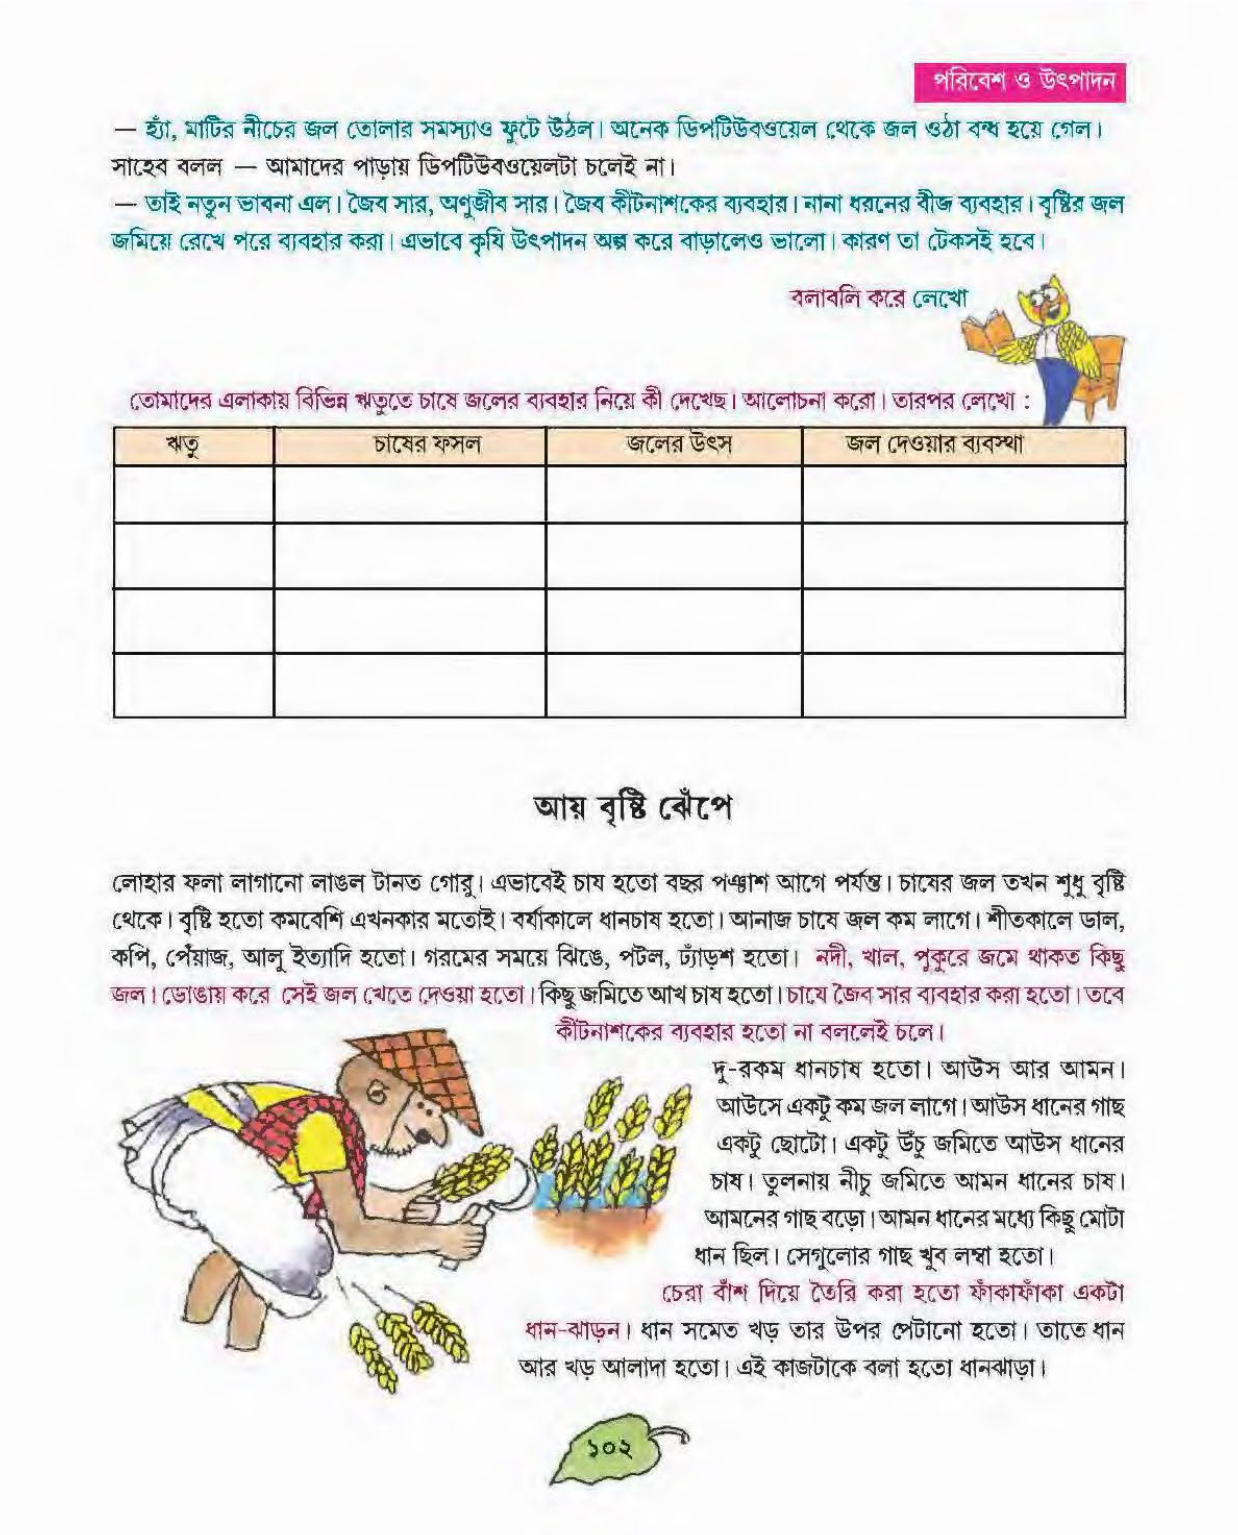 পরিবেশ ও উৎপাদন
— হ্যাঁ, মাটির নীচের জল তোলার সমস্যাও ফুটে উঠল। অনেক ডিপটিউবওয়েল থেকে জল ওঠা বন্ধ হয়ে গেল।
সাহেব বলল — আমাদের পাড়ায় ডিপটিউবওয়েলটা চলেই না।
— তাই নতুন ভাবনা এল। জৈব সার, অণুজীব সার। জৈব কীটনাশকের ব্যবহার। নানা ধরনের বীজ ব্যবহার। বৃষ্টির জল
জমিয়ে রেখে পরে ব্যবহার করা। এভাবে কৃষি উৎপাদন অল্প করে বাড়ালেও ভালো। কারণ তা টেকসই হবে।
বলাবলি করে লেখো
তোমাদের এলাকায় বিভিন্ন ঋতুতে চাষে জলের ব্যবহার নিয়ে কী দেখেছ। আলোচনা করো। তারপর লেখো :
ঋতু চাষের ফসল জলের উৎস জল দেওয়ার ব্যবস্থা
আয় বৃষ্টি ঝেঁপে
লোহার ফলা লাগানো লাঙল টানত গোরু। এভাবেই চাষ হতো বছর পঞ্চাশ আগে পর্যন্ত। চাষের জল তখন শুধু বৃষ্টি
থেকে। বৃষ্টি হতো কমবেশি এখনকার মতোই। বর্ষাকালে ধানচাষ হতো। আনাজ চাষে জল কম লাগে। শীতকালে ডাল,
কপি, পেঁয়াজ, আলু ইত্যাদি হতো। গরমের সময়ে ঝিঙে, পটল, ঢ্যাঁড়শ হতো। নদী, খাল, পুকুরে জমে থাকত কিছু
জল। ডোঙায় করে সেই জল খেতে দেওয়া হতো। কিছু জমিতে আখ চাষ হতো। চাষে জৈব সার ব্যবহার করা হতো। তবে
কীটনাশকের ব্যবহার হতো না বললেই চলে।
দু-রকম ধানচাষ হতো। আউস আর আমন।
আউসে একটু কম জল লাগে। আউস ধানের গাছ
একটু ছোটো। একটু উঁচু জমিতে আউস ধানের
চাষ। তুলনায় নীচু জমিতে আমন ধানের চাষ।
আমনের গাছ বড়ো। আমন ধানের মধ্যে কিছু মোটা
ধান ছিল। সেগুলোর গাছ খুব লম্বা হতো।
চেরা বাঁশ দিয়ে তৈরি করা হতো ফাঁকাফাঁকা একটা
ধান-ঝাড়ন। ধান সমেত খড় তার উপর পেটানো হতো। তাতে ধান
আর খড় আলাদা হতো। এই কাজটাকে বলা হতো ধানঝাড়া।
১০২